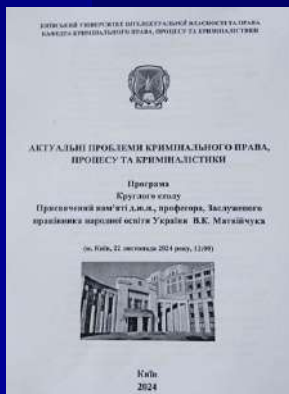 КИЇВСЬКИЙ УНІВЕРСИТЕТ ІНТЕЛЕКТУАЛЬНОЇ ВЛАСНОСТІ ТА ПРАВА
КАФЕДРА КРИМІНАЛЬНОГО ПРАВА, ПРОЦЕСУ ТА КРИМІНАЛІСТИКИ
АКТУАЛЬНІ ПРОБЛЕМИ КРИМІНАЛЬНОГО ПРАВА,
ПРОЦЕСУ ТА КРИМІНАЛІСТИКИ
Програма
Круглого столу
Присвячений пам'яті д.ю.н., професора, Заслуженого
працівника народної освіти України В.К. Матвійчука
(м. Київ, 22 листопада 2024 року, 12:00)
Київ
2024